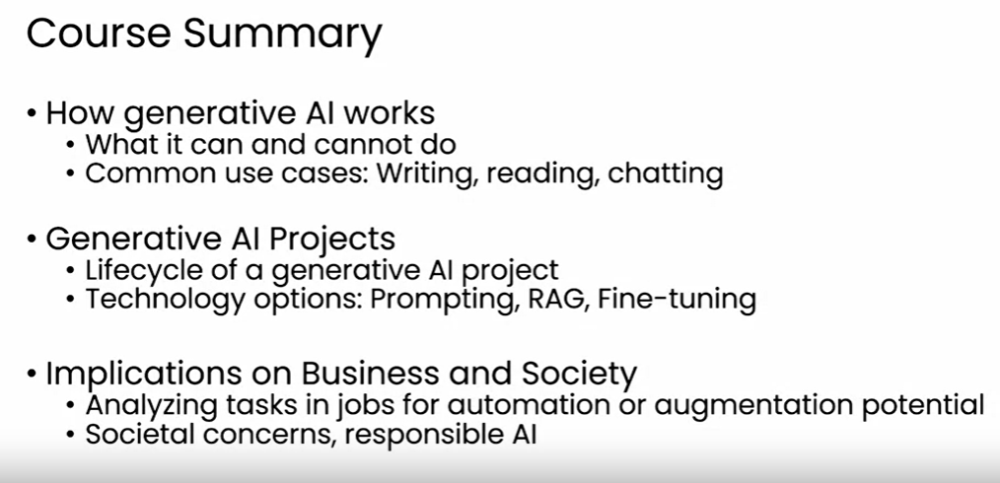 Course Summary
• How generative AI works
• What it can and cannot do
• Common use cases: Writing, reading, chatting
• Generative AI Projects
• Lifecycle of a generative AI project
• Technology options: Prompting, RAG, Fine-tuning
• Implications on Business and Society
• Analyzing tasks in jobs for automation or augmentation potential
• Societal concerns, responsible AI